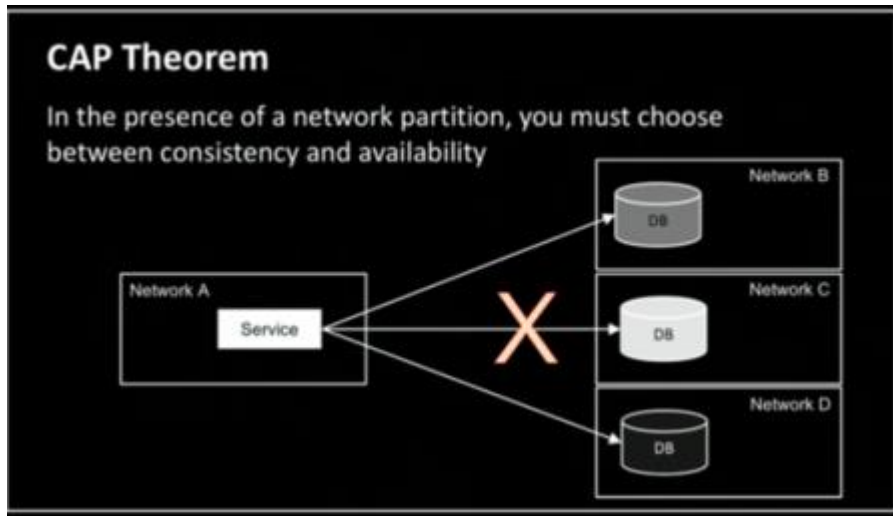 CAP Theorem
In the presence of a network partition, you must choose
between consistency and availability
Network B
DB
Network A
Service
X
Network C
DB
Network D
DB